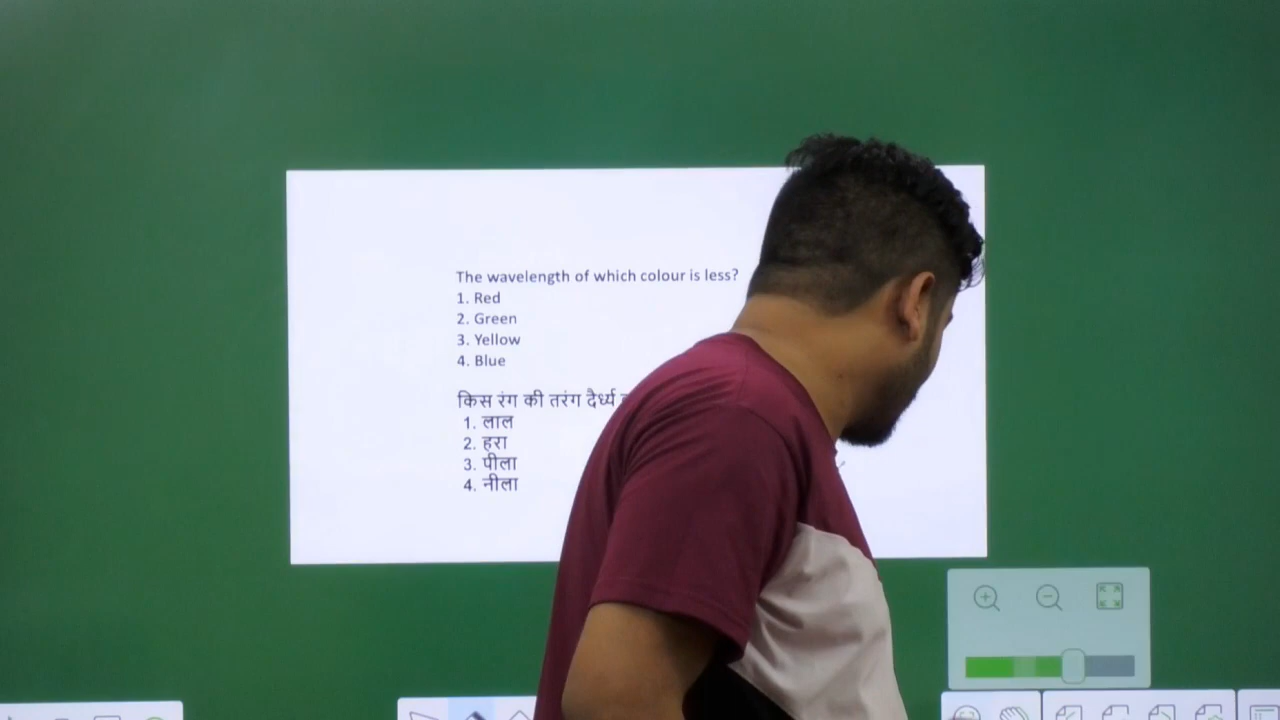 The wavelength of which colour is less?
1. Red
2. Green
3. Yellow
4. Blue
किस रंग की तरंग दैर्ध्य
1. लाल
2. हरा
3. पीला
4. नीला